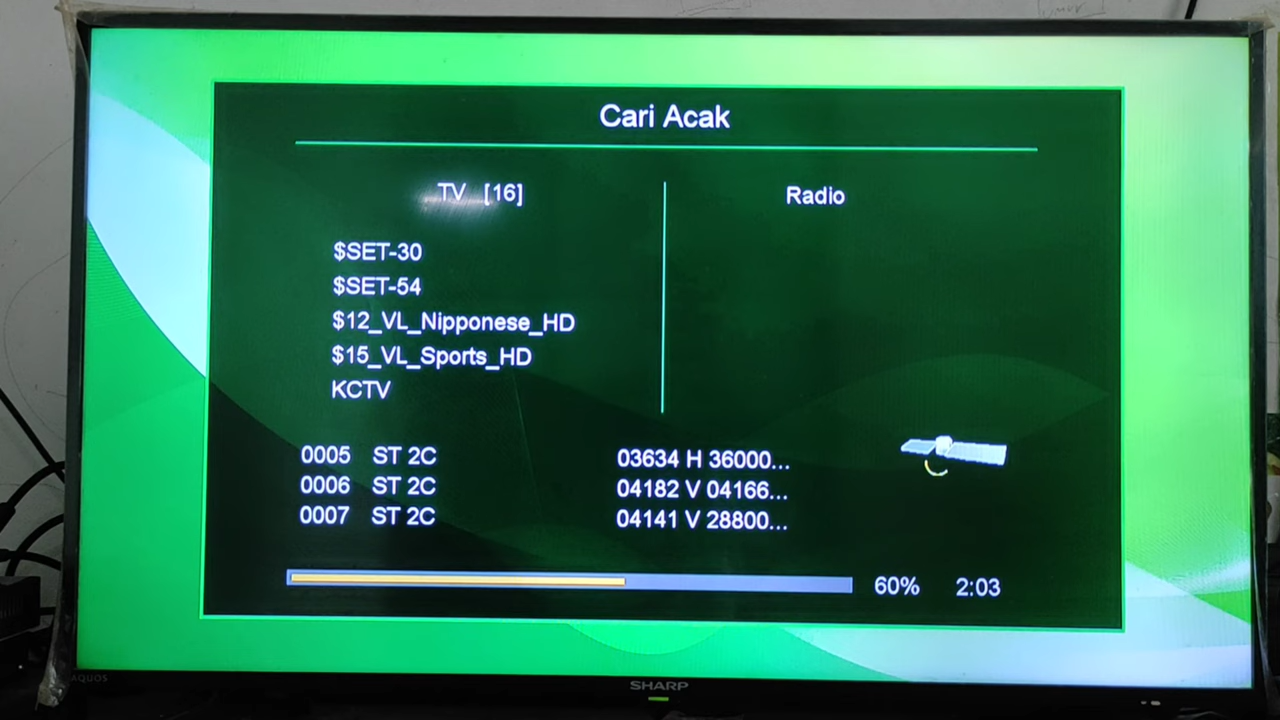 Cari Acak
TV [16]
Radio
$SET-30
$SET-54
$12_VL_Nipponese_HD
$15_VL_Sports_HD
KCTV
0005 ST 2C 03634 H 36000...
0006 ST 2C 04182 V 04166...
0007 ST 2C 04141 V 28800...
60% 2:03
AQUOS
SHARP